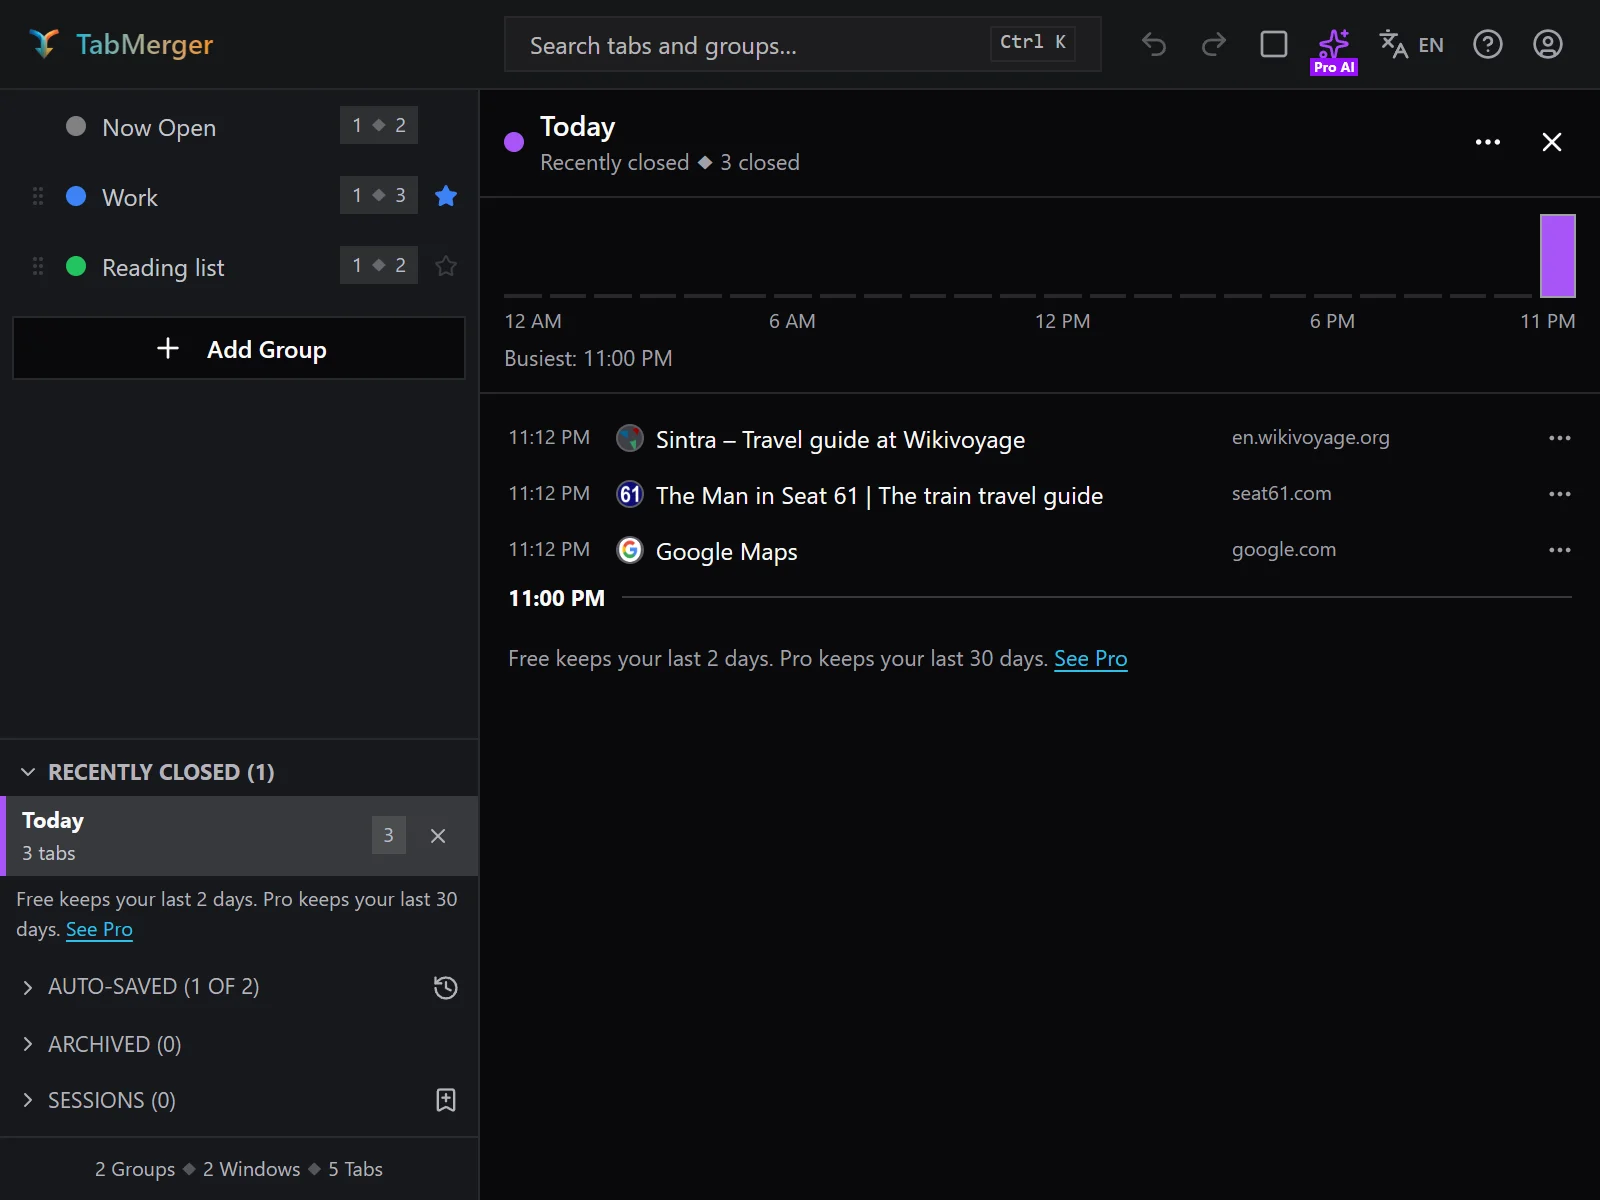 TabMerger
Search tabs and groups...
Ctrl K
Pro AI
EN
Now Open
1 ◆ 2
Work
1 ◆ 3
Reading list
1 ◆ 2
+ Add Group
RECENTLY CLOSED (1)
Today
3 tabs
3
Free keeps your last 2 days. Pro keeps your last 30
days. See Pro
AUTO-SAVED (1 OF 2)
ARCHIVED (0)
SESSIONS (0)
2 Groups ◆ 2 Windows ◆ 5 Tabs
Today
Recently closed ◆ 3 closed
12 AM
6 AM
12 PM
6 PM
11 PM
Busiest: 11:00 PM
11:12 PM Sintra – Travel guide at Wikivoyage en.wikivoyage.org
11:12 PM 61 The Man in Seat 61 | The train travel guide seat61.com
11:12 PM G Google Maps google.com
11:00 PM
Free keeps your last 2 days. Pro keeps your last 30 days. See Pro